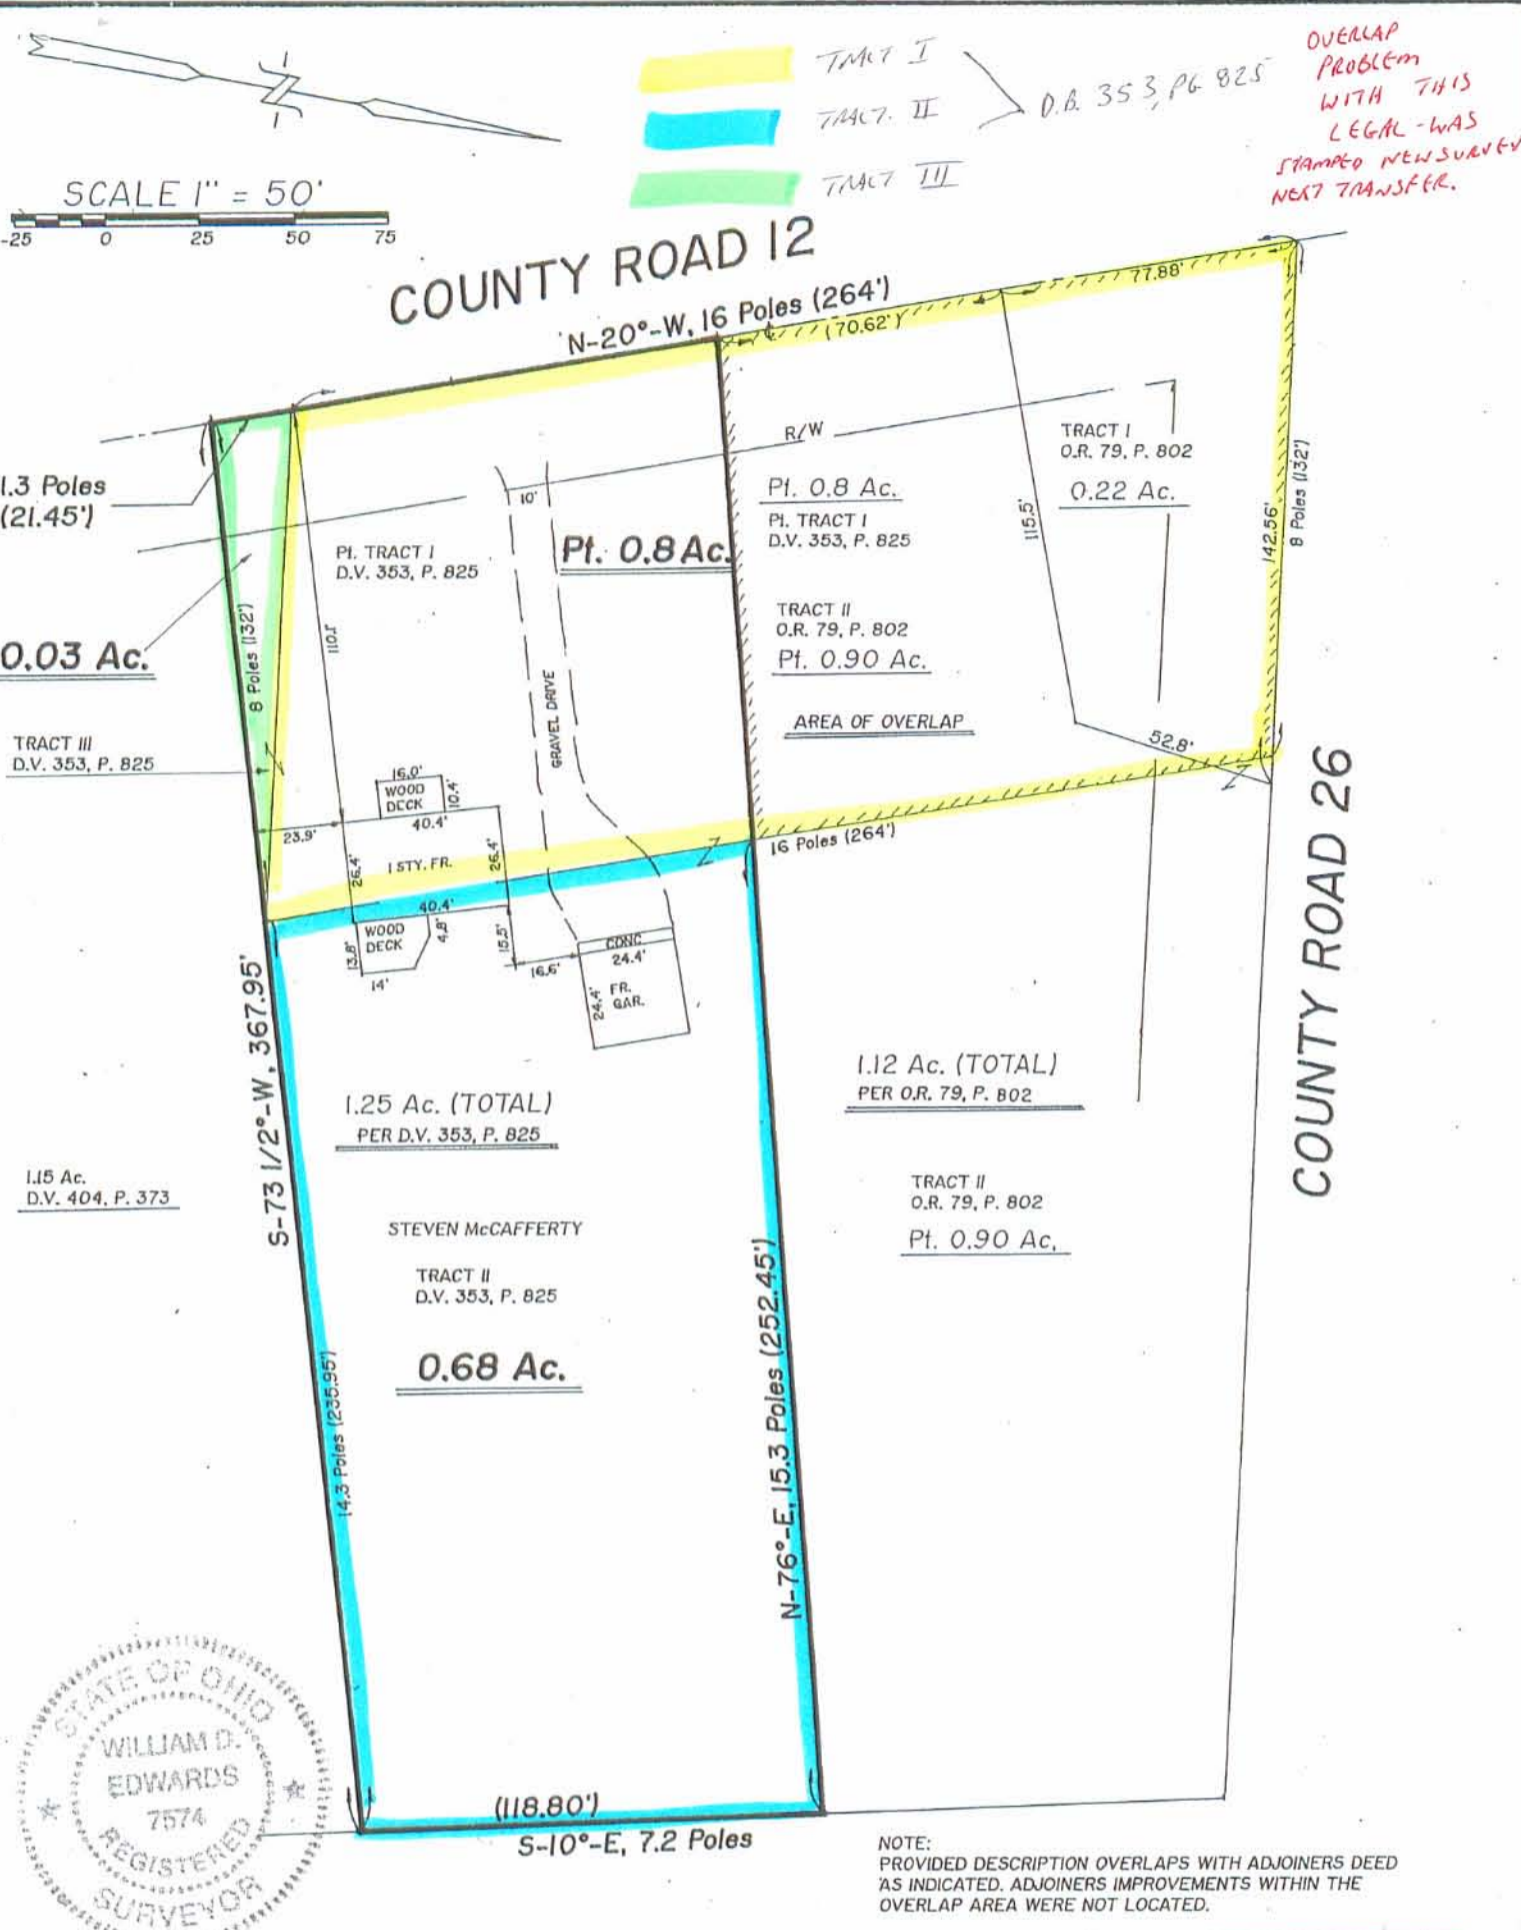 TRACT I
TRACT. II
TRACT III
D.B. 353, PG 825
OVERLAP
PROBLEM
WITH THIS
LEGAL - WAS
STAMPED NEW SURVEY
NEXT TRANSFER.
SCALE 1" = 50'
-25 0 25 50 75
COUNTY ROAD 12
N-20°-W, 16 Poles (264')
(70.62')
77.88'
1.3 Poles
(21.45')
0.03 Ac.
TRACT III
D.V. 353, P. 825
8 Poles (132')
Pt. TRACT I
D.V. 353, P. 825
110.1'
10'
Pt. 0.8 Ac.
GRAVEL DRIVE
R/W
Pt. 0.8 Ac.
Pt. TRACT I
D.V. 353, P. 825
TRACT II
O.R. 79, P. 802
Pt. 0.90 Ac.
AREA OF OVERLAP
115.5'
TRACT I
O.R. 79, P. 802
0.22 Ac.
142.56'
8 Poles (132')
52.8'
Z
16 Poles (264')
Z
COUNTY ROAD 26
16.0'
WOOD
DECK
10.4'
40.4'
23.9'
26.4'
1 STY. FR.
26.4'
40.4'
WOOD
DECK
13.8'
4.8'
14'
15.5'
16.6'
CONC.
24.4'
24.4'
FR.
GAR.
S-73 1/2°-W, 367.95'
14.3 Poles (235.95')
1.25 Ac. (TOTAL)
PER D.V. 353, P. 825
1.12 Ac. (TOTAL)
PER O.R. 79, P. 802
1.15 Ac.
D.V. 404, P. 373
STEVEN McCAFFERTY
TRACT II
D.V. 353, P. 825
0.68 Ac.
TRACT II
O.R. 79, P. 802
Pt. 0.90 Ac.
N-76°-E, 15.3 Poles (252.45')
(118.80')
S-10°-E, 7.2 Poles
STATE OF OHIO
WILLIAM D.
EDWARDS
7574
REGISTERED
SURVEYOR
NOTE:
PROVIDED DESCRIPTION OVERLAPS WITH ADJOINERS DEED
AS INDICATED. ADJOINERS IMPROVEMENTS WITHIN THE
OVERLAP AREA WERE NOT LOCATED.